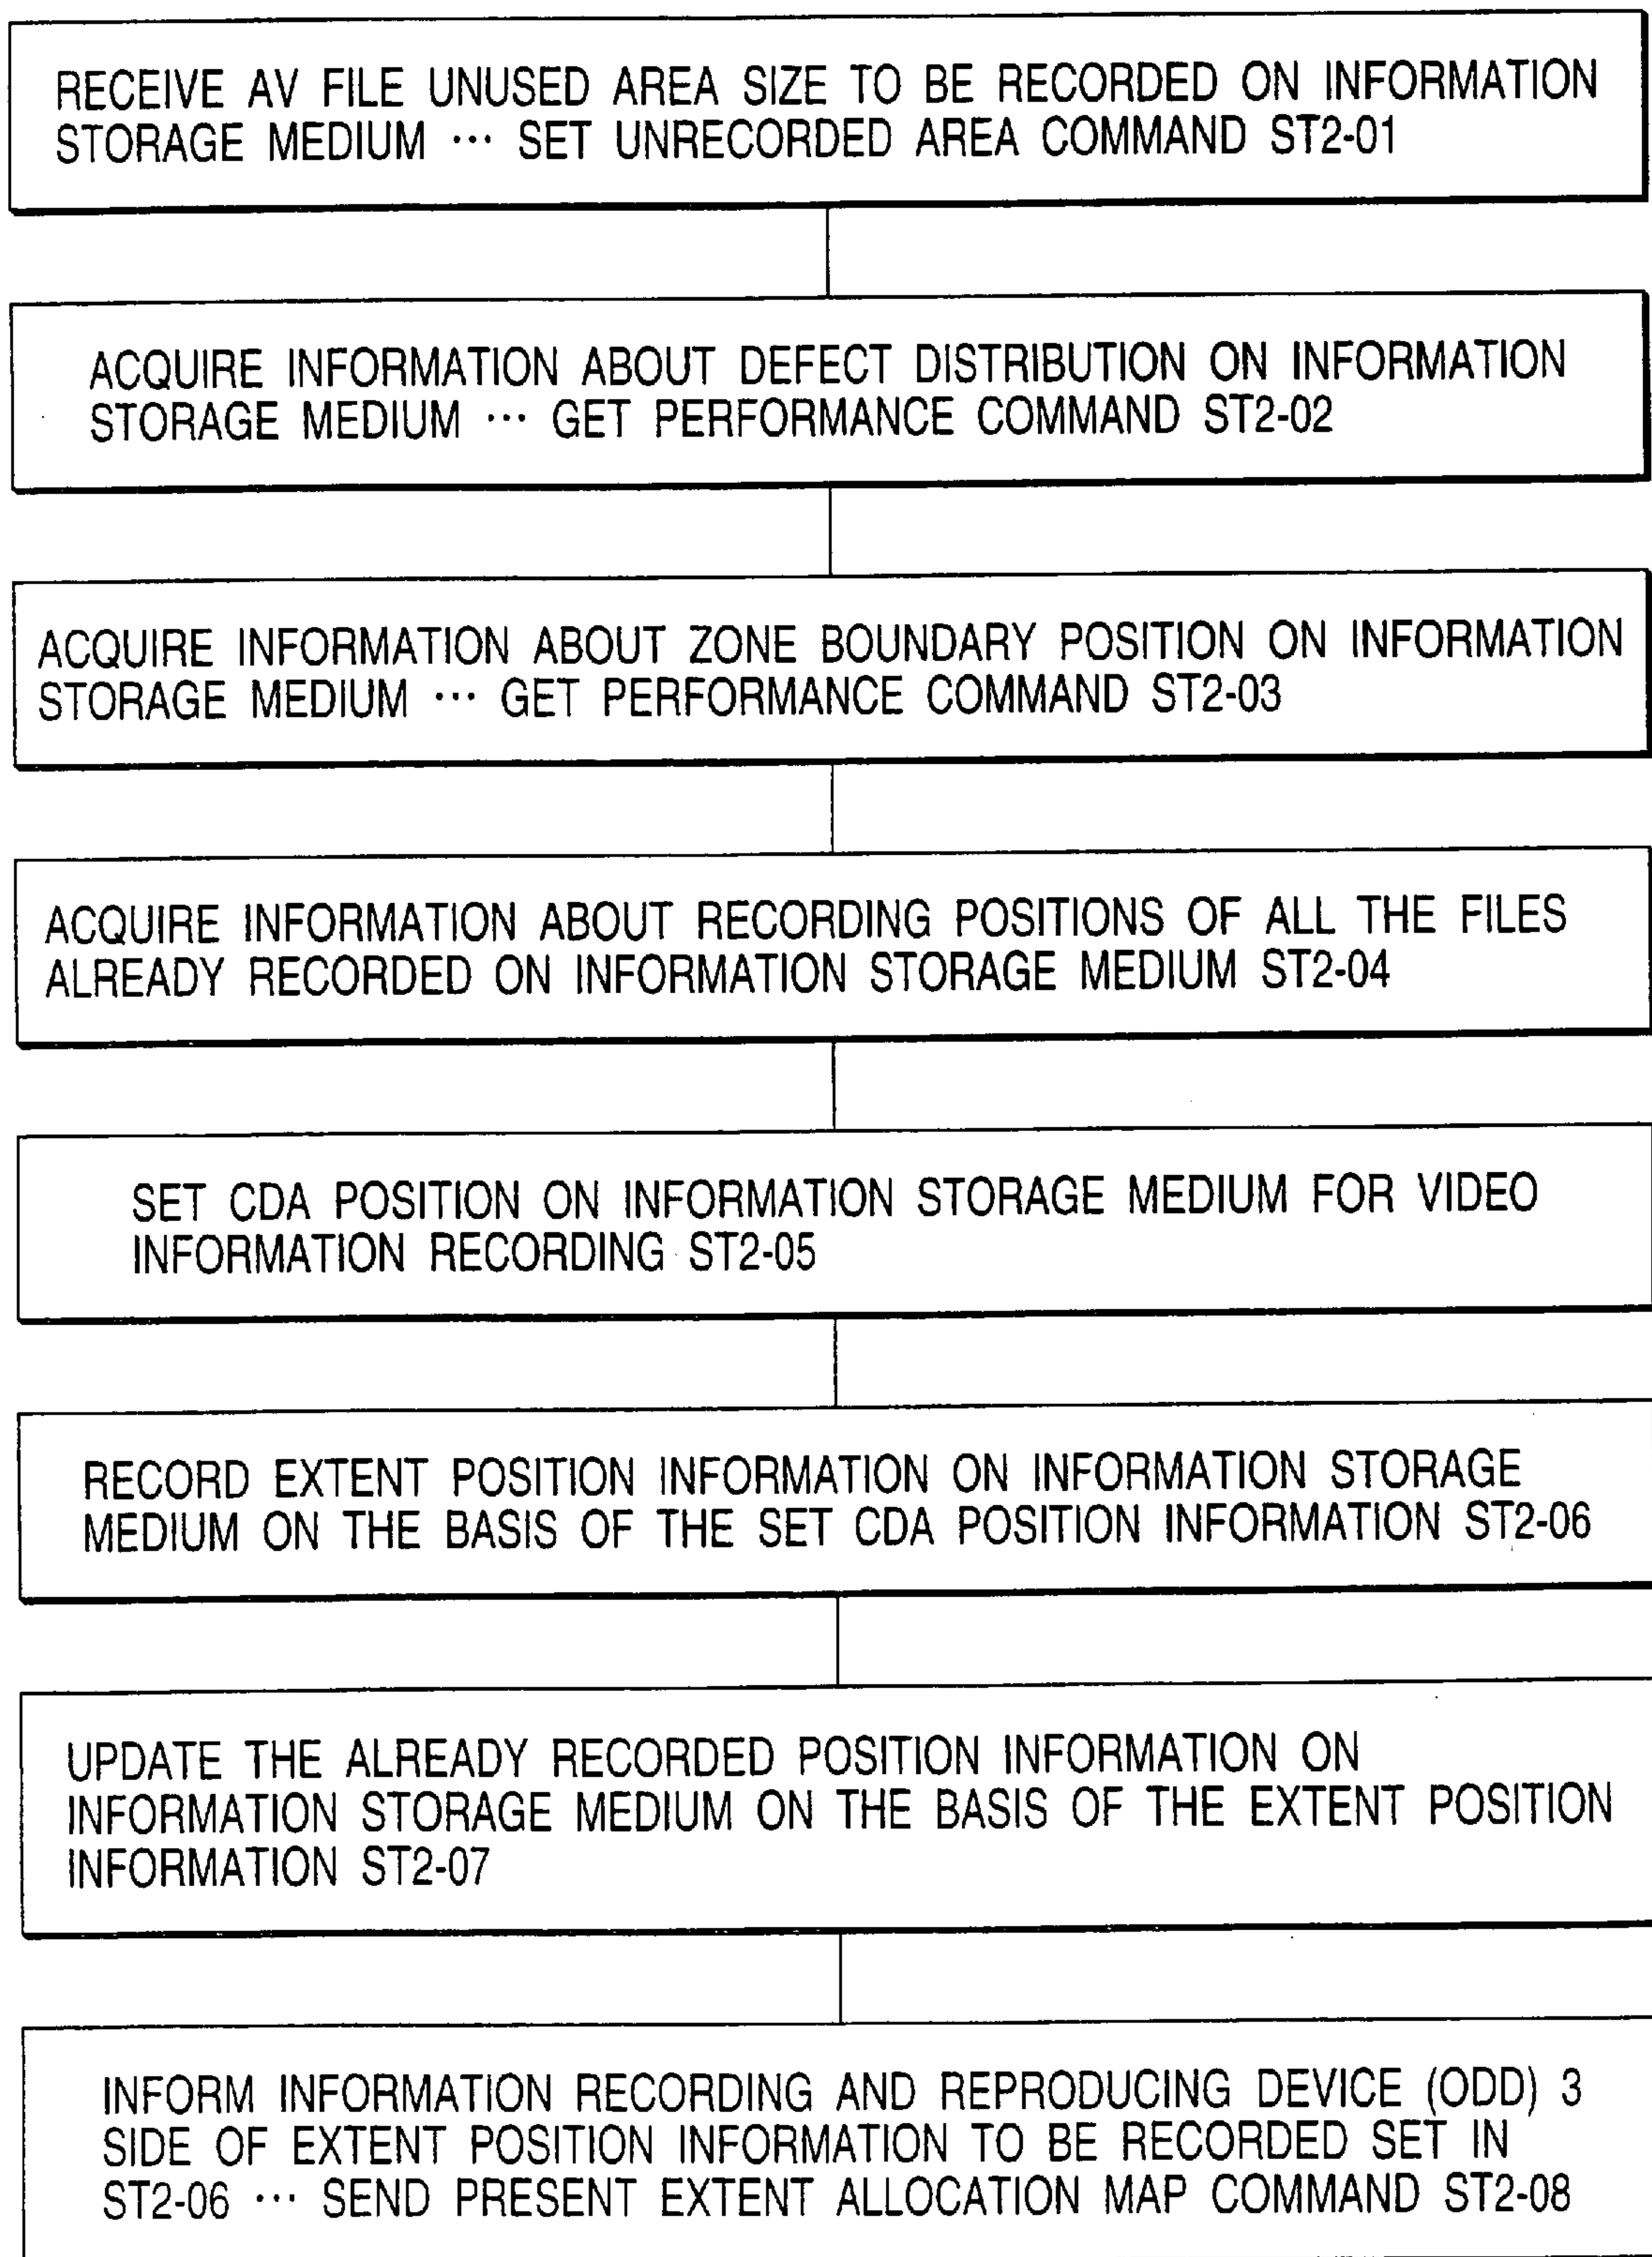 RECEIVE AV FILE UNUSED AREA SIZE TO BE RECORDED ON INFORMATION
STORAGE MEDIUM ··· SET UNRECORDED AREA COMMAND ST2-01
ACQUIRE INFORMATION ABOUT DEFECT DISTRIBUTION ON INFORMATION
STORAGE MEDIUM ··· GET PERFORMANCE COMMAND ST2-02
ACQUIRE INFORMATION ABOUT ZONE BOUNDARY POSITION ON INFORMATION
STORAGE MEDIUM ··· GET PERFORMANCE COMMAND ST2-03
ACQUIRE INFORMATION ABOUT RECORDING POSITIONS OF ALL THE FILES
ALREADY RECORDED ON INFORMATION STORAGE MEDIUM ST2-04
SET CDA POSITION ON INFORMATION STORAGE MEDIUM FOR VIDEO
INFORMATION RECORDING ST2-05
RECORD EXTENT POSITION INFORMATION ON INFORMATION STORAGE
MEDIUM ON THE BASIS OF THE SET CDA POSITION INFORMATION ST2-06
UPDATE THE ALREADY RECORDED POSITION INFORMATION ON
INFORMATION STORAGE MEDIUM ON THE BASIS OF THE EXTENT POSITION
INFORMATION ST2-07
INFORM INFORMATION RECORDING AND REPRODUCING DEVICE (ODD) 3
SIDE OF EXTENT POSITION INFORMATION TO BE RECORDED SET IN
ST2-06 ··· SEND PRESENT EXTENT ALLOCATION MAP COMMAND ST2-08